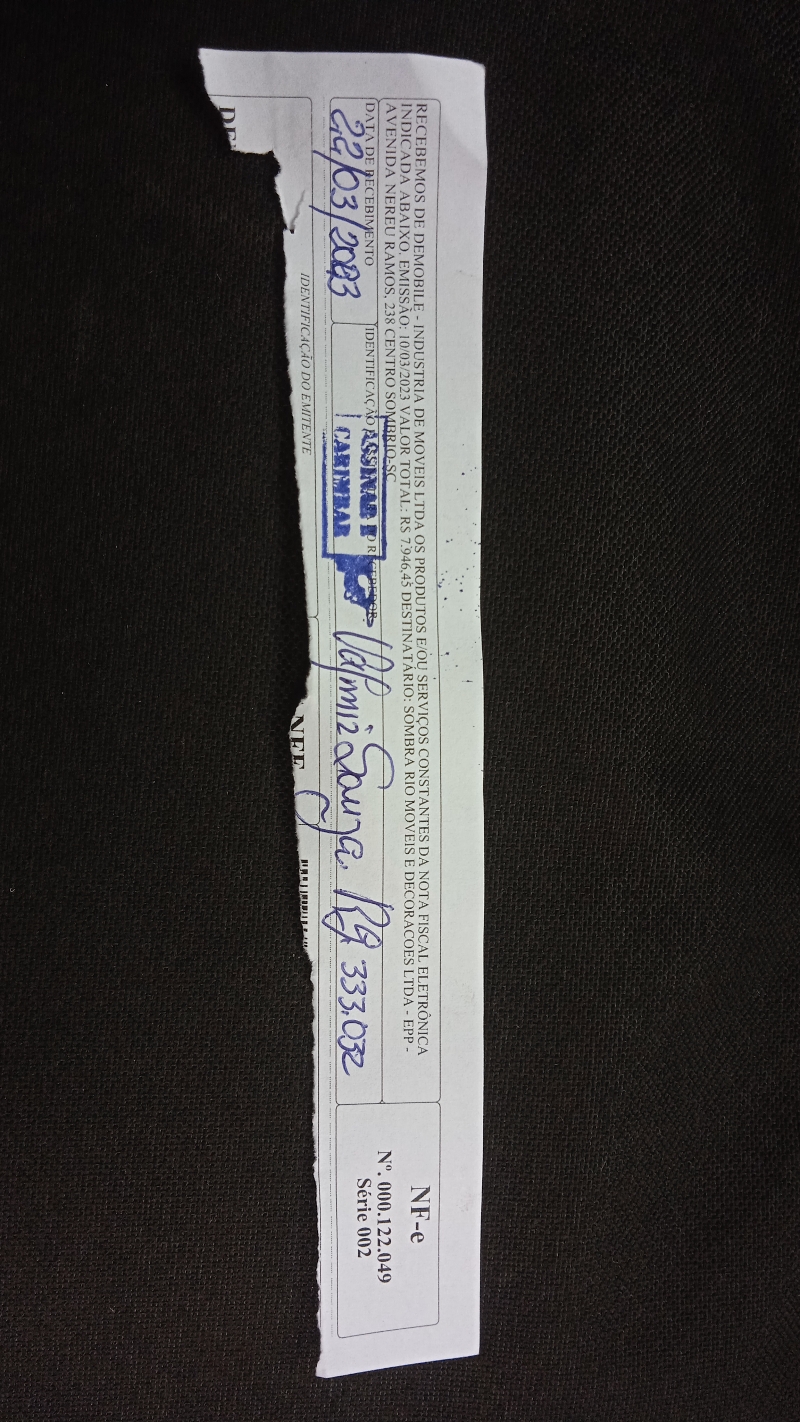 RECEBEMOS DE DEMOBILE - INDUSTRIA DE MOVEIS LTDA OS PRODUTOS E/OU SERVIÇOS CONSTANTES DA NOTA FISCAL ELETRÔNICA
INDICADA ABAIXO. EMISSÃO: 10/03/2023 VALOR TOTAL: R$ 7.946,45 DESTINATÁRIO: SOMBRA RIO MOVEIS E DECORACOES LTDA - EPP -
AVENIDA NEREU RAMOS, 238 CENTRO SOMBRIO-SC
NF-e
Nº. 000.122.049
Série 002
DATA DE RECEBIMENTO
22/03/2023
IDENTIFICAÇÃO DO RECEBEDOR
ASSINAR E
CARIMBAR
Valmir Souza. RG 333.032
IDENTIFICAÇÃO DO EMITENTE